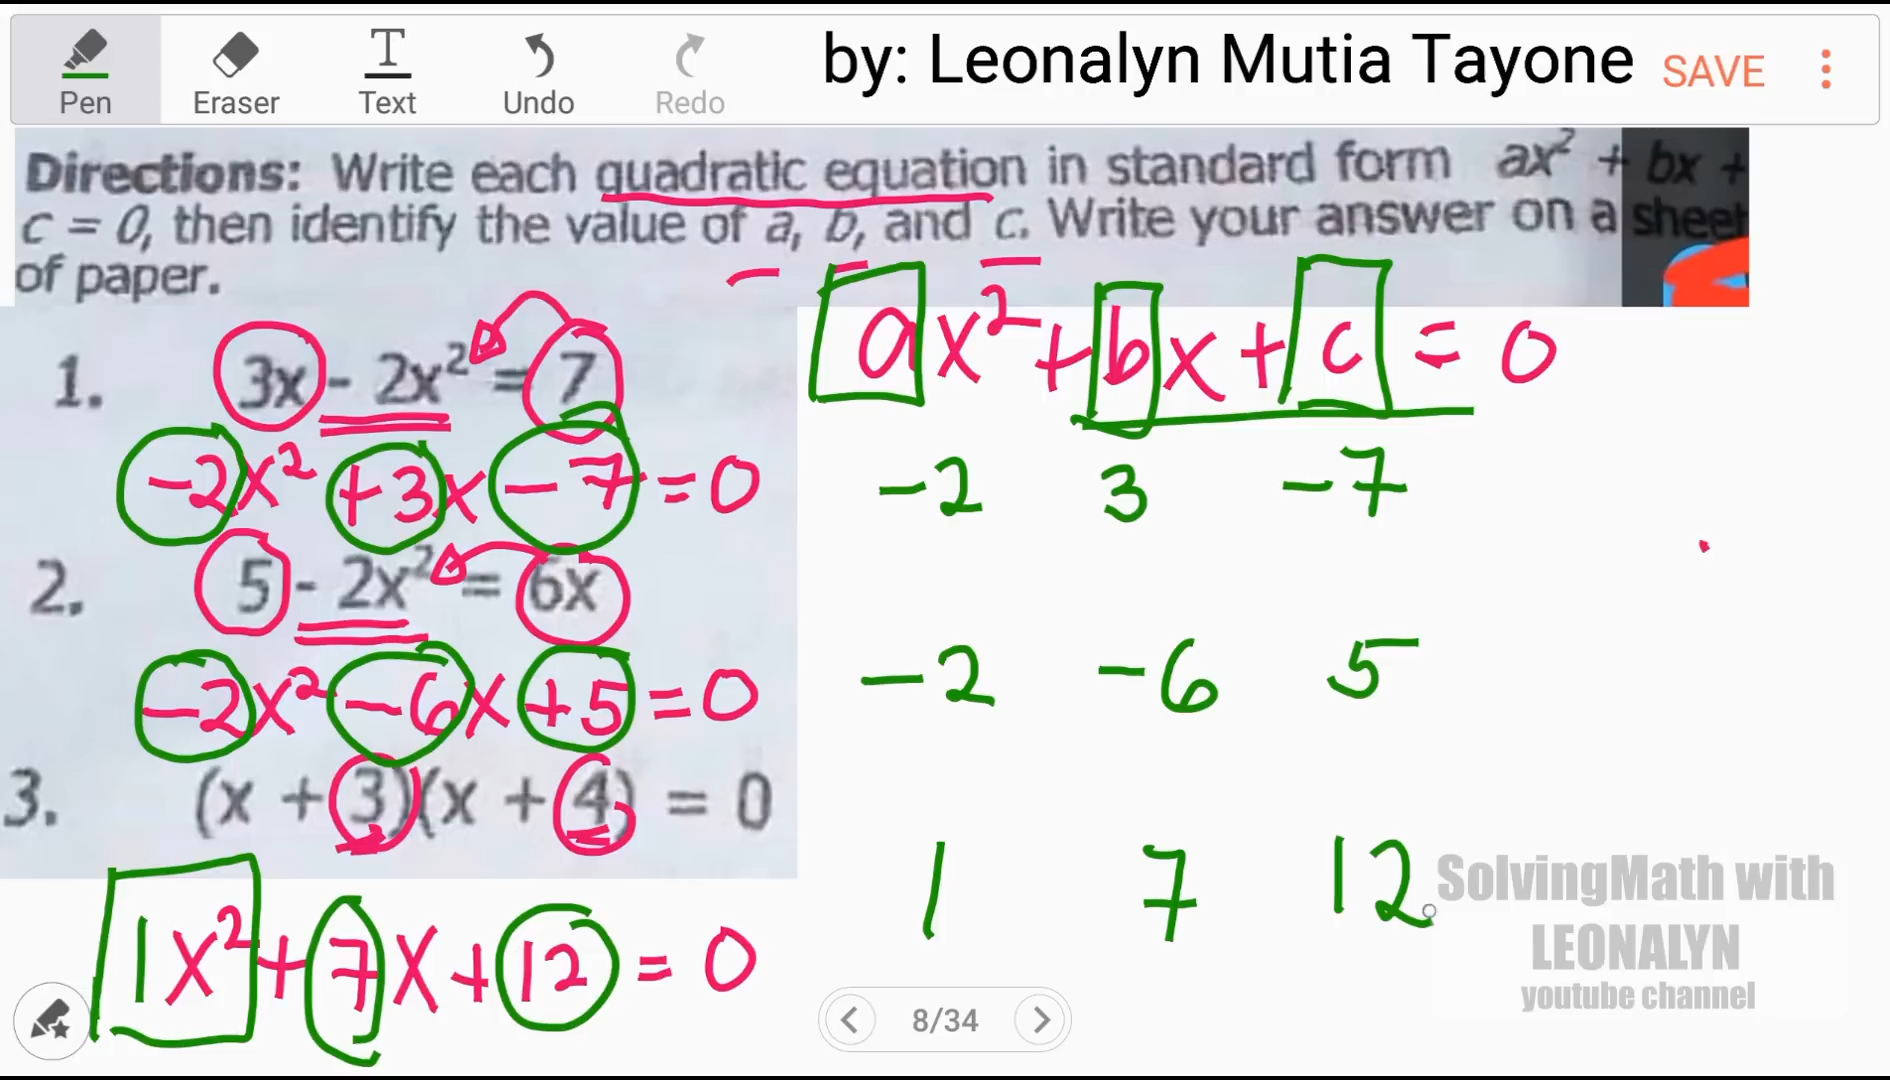 Pen Eraser Text Undo Redo by: Leonalyn Mutia Tayone SAVE
Directions: Write each quadratic equation in standard form ax² + bx +
c = 0, then identify the value of a, b, and c. Write your answer on a sheet
of paper.
ax² + bx + c = 0
1. 3x - 2x² = 7
-2x² +3x -7 = 0
-2 3 -7
2. 5 - 2x² = 6x
-2x² -6x +5 = 0
-2 -6 5
3. (x + 3)(x + 4) = 0
1x² + 7x + 12 = 0
1 7 12
SolvingMath with
LEONALYN
youtube channel
8/34